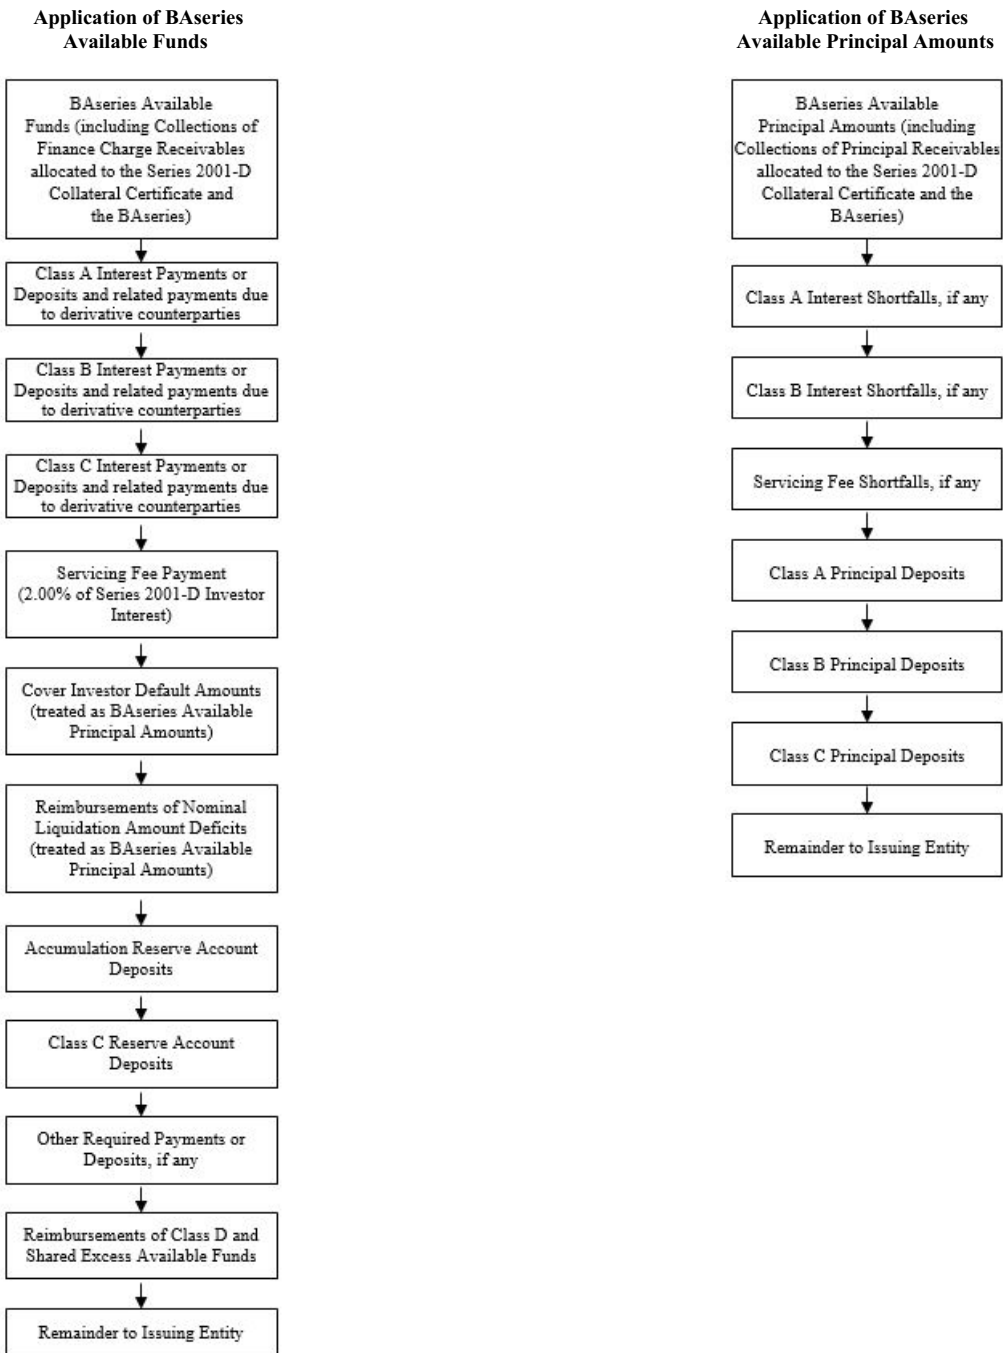 Application of BAseries
Available Funds
BAseries Available
Funds (including Collections of
Finance Charge Receivables
allocated to the Series 2001-D
Collateral Certificate and
the BAseries)
Class A Interest Payments or
Deposits and related payments due
to derivative counterparties
Class B Interest Payments or
Deposits and related payments due
to derivative counterparties
Class C Interest Payments or
Deposits and related payments due
to derivative counterparties
Servicing Fee Payment
(2.00% of Series 2001-D Investor
Interest)
Cover Investor Default Amounts
(treated as BAseries Available
Principal Amounts)
Reimbursements of Nominal
Liquidation Amount Deficits
(treated as BAseries Available
Principal Amounts)
Accumulation Reserve Account
Deposits
Class C Reserve Account
Deposits
Other Required Payments or
Deposits, if any
Reimbursements of Class D and
Shared Excess Available Funds
Remainder to Issuing Entity
Application of BAseries
Available Principal Amounts
BAseries Available
Principal Amounts (including
Collections of Principal Receivables
allocated to the Series 2001-D
Collateral Certificate and the
BAseries)
Class A Interest Shortfalls, if any
Class B Interest Shortfalls, if any
Servicing Fee Shortfalls, if any
Class A Principal Deposits
Class B Principal Deposits
Class C Principal Deposits
Remainder to Issuing Entity